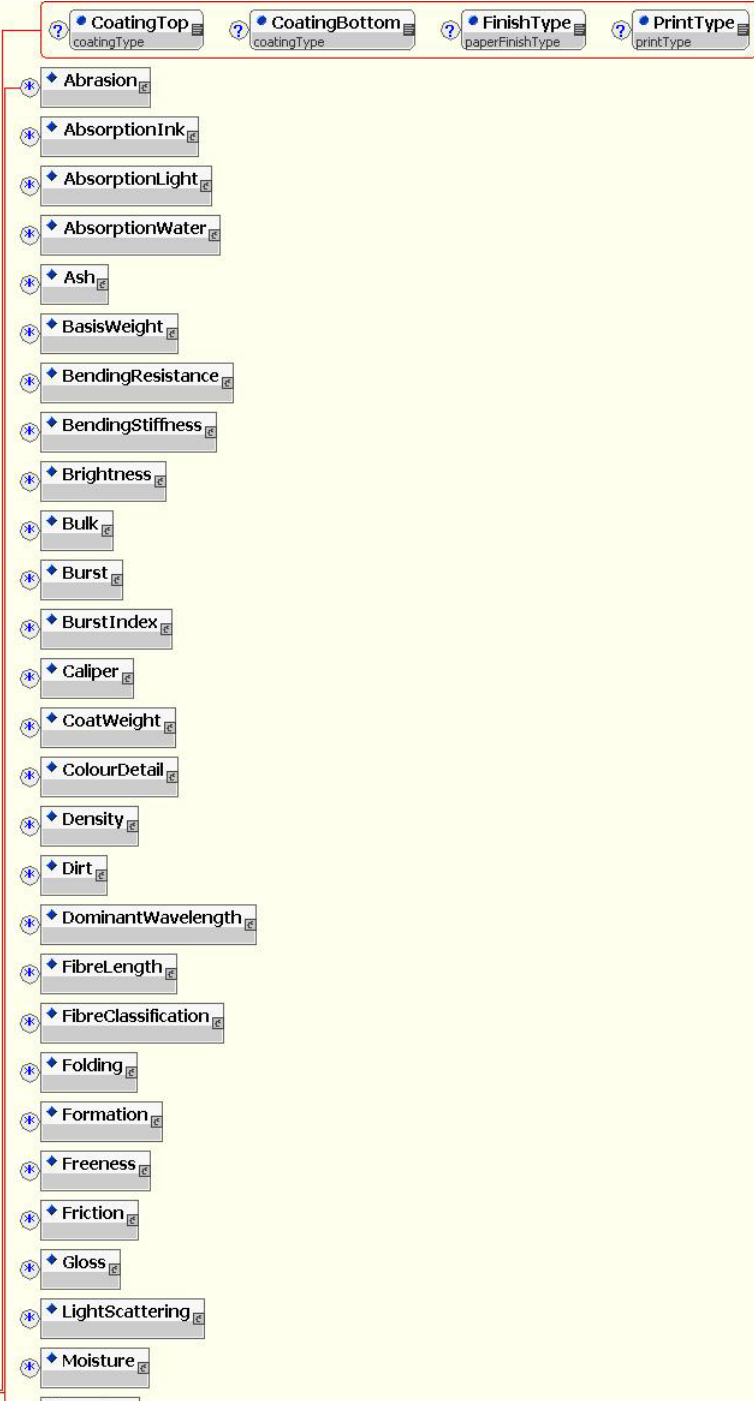 ? CoatingTop ? CoatingBottom ? FinishType ? PrintType
coatingType coatingType paperFinishType printType
* Abrasion
* AbsorptionInk
* AbsorptionLight
* AbsorptionWater
* Ash
* BasisWeight
* BendingResistance
* BendingStiffness
* Brightness
* Bulk
* Burst
* BurstIndex
* Caliper
* CoatWeight
* ColourDetail
* Density
* Dirt
* DominantWavelength
* FibreLength
* FibreClassification
* Folding
* Formation
* Freeness
* Friction
* Gloss
* LightScattering
* Moisture